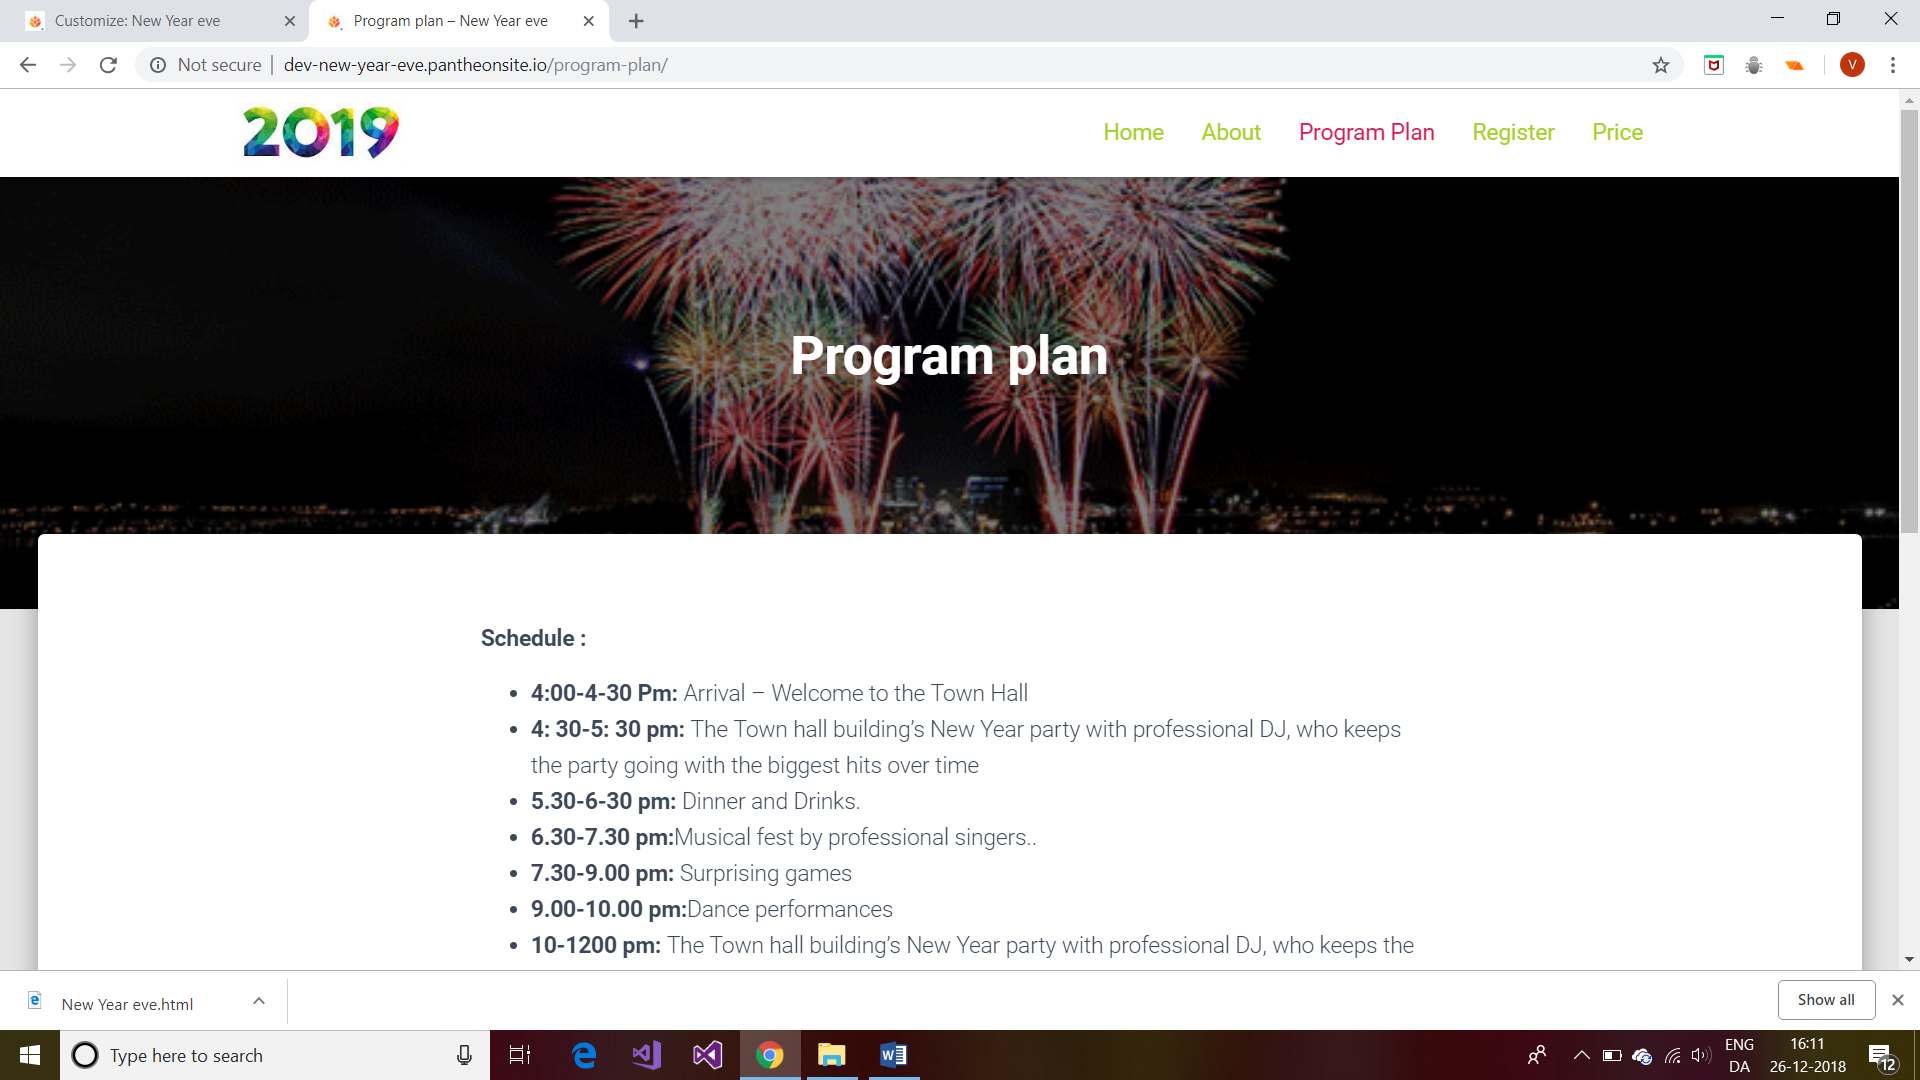 Customize: New Year eve
Program plan – New Year eve
Not secure | dev-new-year-eve.pantheonsite.io/program-plan/
V
2019
Home About Program Plan Register Price
Program plan
Schedule :
4:00-4-30 Pm: Arrival – Welcome to the Town Hall
4: 30-5: 30 pm: The Town hall building’s New Year party with professional DJ, who keeps
the party going with the biggest hits over time
5.30-6-30 pm: Dinner and Drinks.
6.30-7.30 pm:Musical fest by professional singers..
7.30-9.00 pm: Surprising games
9.00-10.00 pm:Dance performances
10-1200 pm: The Town hall building’s New Year party with professional DJ, who keeps the
New Year eve.html
Show all
Type here to search
ENG
DA
16:11
26-12-2018
12